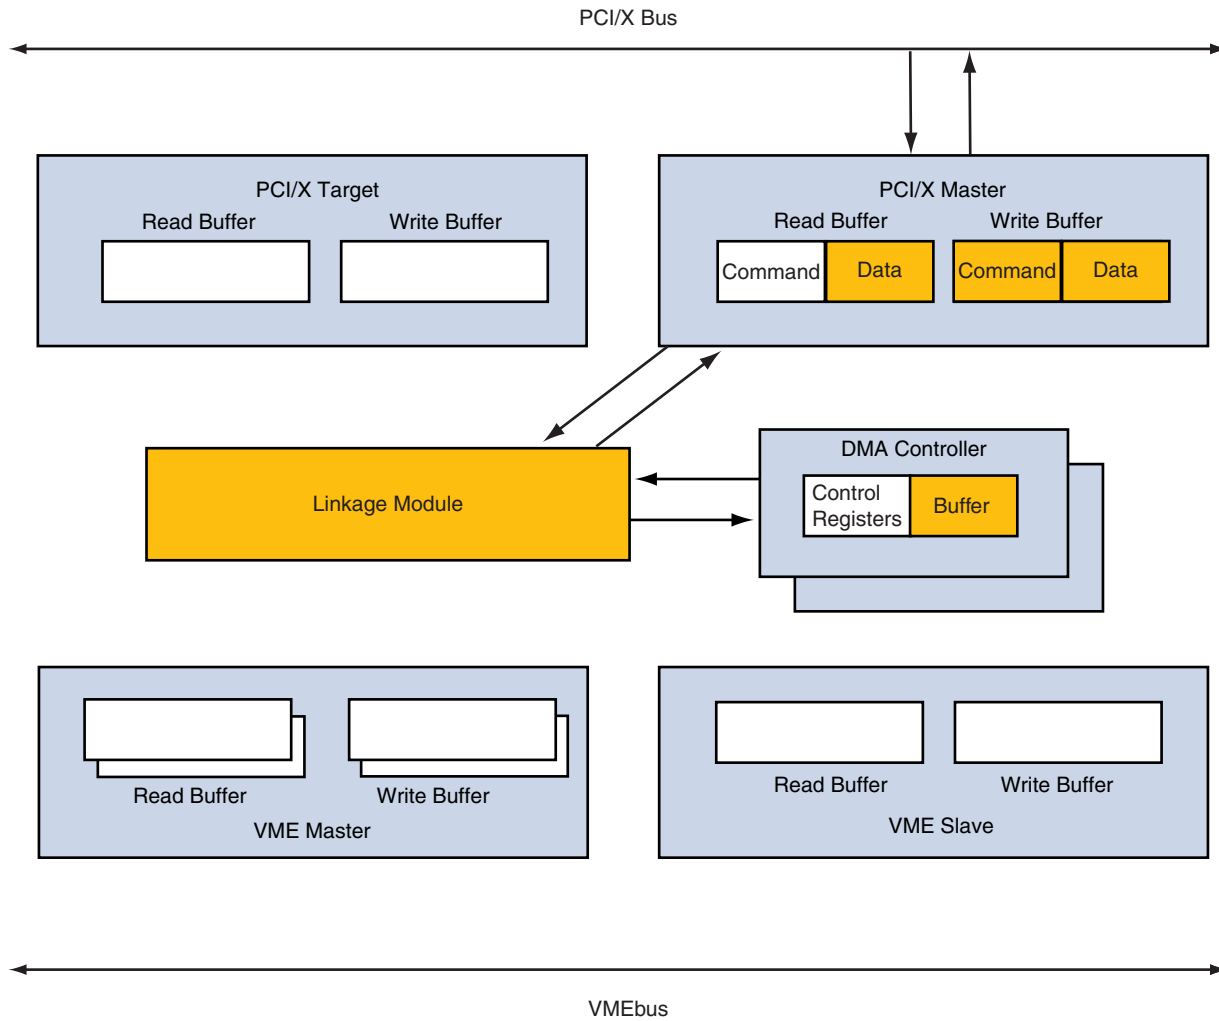 PCI/X Bus
PCI/X Target
Read Buffer
Write Buffer
PCI/X Master
Read Buffer
Write Buffer
Command
Data
Command
Data
Linkage Module
DMA Controller
Control
Registers
Buffer
Read Buffer
Write Buffer
VME Master
Read Buffer
Write Buffer
VME Slave
VMEbus